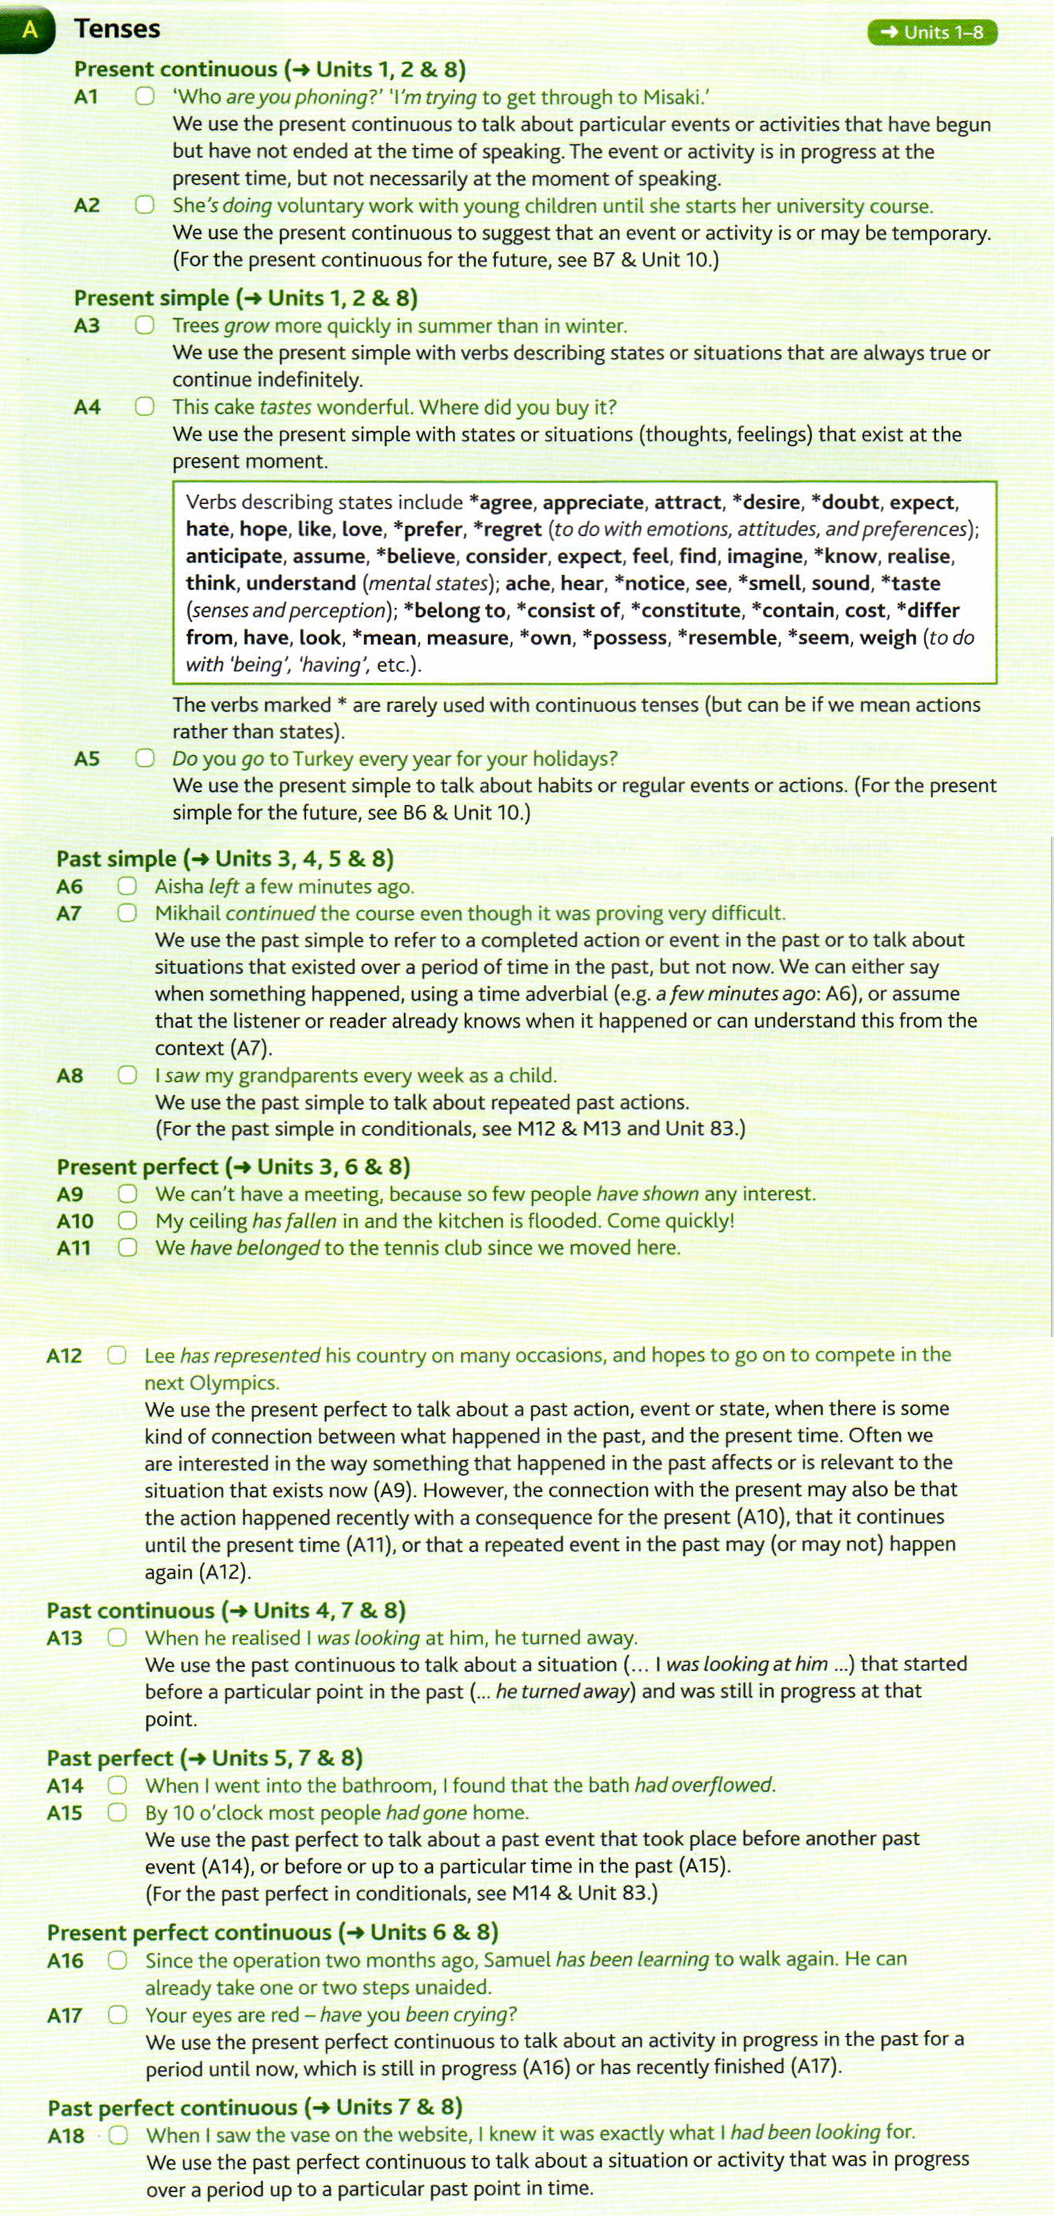 A Tenses → Units 1–8
Present continuous (→ Units 1, 2 & 8)
A1 ‘Who are you phoning?’ ‘I’m trying to get through to Misaki.’
We use the present continuous to talk about particular events or activities that have begun
but have not ended at the time of speaking. The event or activity is in progress at the
present time, but not necessarily at the moment of speaking.
A2 She’s doing voluntary work with young children until she starts her university course.
We use the present continuous to suggest that an event or activity is or may be temporary.
(For the present continuous for the future, see B7 & Unit 10.)
Present simple (→ Units 1, 2 & 8)
A3 Trees grow more quickly in summer than in winter.
We use the present simple with verbs describing states or situations that are always true or
continue indefinitely.
A4 This cake tastes wonderful. Where did you buy it?
We use the present simple with states or situations (thoughts, feelings) that exist at the
present moment.
Verbs describing states include *agree, appreciate, attract, *desire, *doubt, expect,
hate, hope, like, love, *prefer, *regret (to do with emotions, attitudes, and preferences);
anticipate, assume, *believe, consider, expect, feel, find, imagine, *know, realise,
think, understand (mental states); ache, hear, *notice, see, *smell, sound, *taste
(senses and perception); *belong to, *consist of, *constitute, *contain, cost, *differ
from, have, look, *mean, measure, *own, *possess, *resemble, *seem, weigh (to do
with ‘being’, ‘having’, etc.).
The verbs marked * are rarely used with continuous tenses (but can be if we mean actions
rather than states).
A5 Do you go to Turkey every year for your holidays?
We use the present simple to talk about habits or regular events or actions. (For the present
simple for the future, see B6 & Unit 10.)
Past simple (→ Units 3, 4, 5 & 8)
A6 Aisha left a few minutes ago.
A7 Mikhail continued the course even though it was proving very difficult.
We use the past simple to refer to a completed action or event in the past or to talk about
situations that existed over a period of time in the past, but not now. We can either say
when something happened, using a time adverbial (e.g. a few minutes ago: A6), or assume
that the listener or reader already knows when it happened or can understand this from the
context (A7).
A8 I saw my grandparents every week as a child.
We use the past simple to talk about repeated past actions.
(For the past simple in conditionals, see M12 & M13 and Unit 83.)
Present perfect (→ Units 3, 6 & 8)
A9 We can’t have a meeting, because so few people have shown any interest.
A10 My ceiling has fallen in and the kitchen is flooded. Come quickly!
A11 We have belonged to the tennis club since we moved here.
A12 Lee has represented his country on many occasions, and hopes to go on to compete in the
next Olympics.
We use the present perfect to talk about a past action, event or state, when there is some
kind of connection between what happened in the past, and the present time. Often we
are interested in the way something that happened in the past affects or is relevant to the
situation that exists now (A9). However, the connection with the present may also be that
the action happened recently with a consequence for the present (A10), that it continues
until the present time (A11), or that a repeated event in the past may (or may not) happen
again (A12).
Past continuous (→ Units 4, 7 & 8)
A13 When he realised I was looking at him, he turned away.
We use the past continuous to talk about a situation (… I was looking at him …) that started
before a particular point in the past (… he turned away) and was still in progress at that
point.
Past perfect (→ Units 5, 7 & 8)
A14 When I went into the bathroom, I found that the bath had overflowed.
A15 By 10 o’clock most people had gone home.
We use the past perfect to talk about a past event that took place before another past
event (A14), or before or up to a particular time in the past (A15).
(For the past perfect in conditionals, see M14 & Unit 83.)
Present perfect continuous (→ Units 6 & 8)
A16 Since the operation two months ago, Samuel has been learning to walk again. He can
already take one or two steps unaided.
A17 Your eyes are red – have you been crying?
We use the present perfect continuous to talk about an activity in progress in the past for a
period until now, which is still in progress (A16) or has recently finished (A17).
Past perfect continuous (→ Units 7 & 8)
A18 When I saw the vase on the website, I knew it was exactly what I had been looking for.
We use the past perfect continuous to talk about a situation or activity that was in progress
over a period up to a particular past point in time.